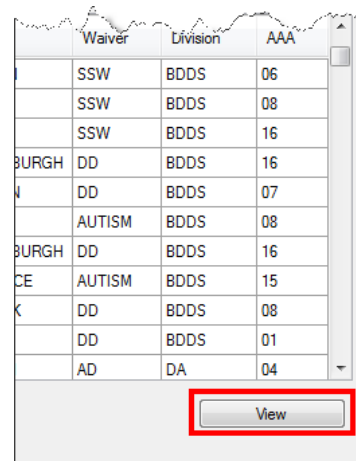 Waiver Division AAA
SSW BDDS 06
SSW BDDS 08
SSW BDDS 16
BURGH DD BDDS 16
DD BDDS 07
AUTISM BDDS 08
BURGH DD BDDS 16
CE AUTISM BDDS 15
K DD BDDS 08
DD BDDS 01
AD DA 04
View